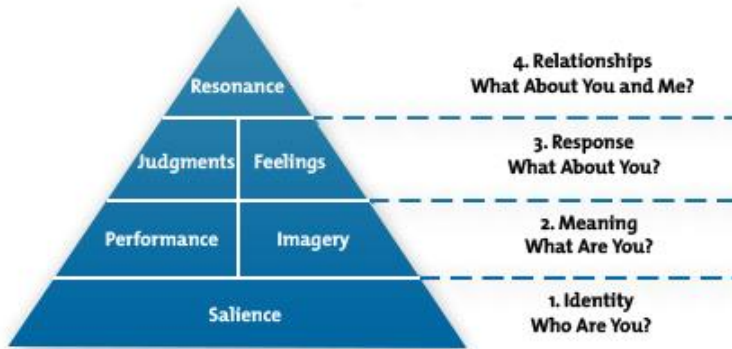 Resonance
4. Relationships
What About You and Me?
Judgments
Feelings
3. Response
What About You?
Performance
Imagery
2. Meaning
What Are You?
Salience
1. Identity
Who Are You?